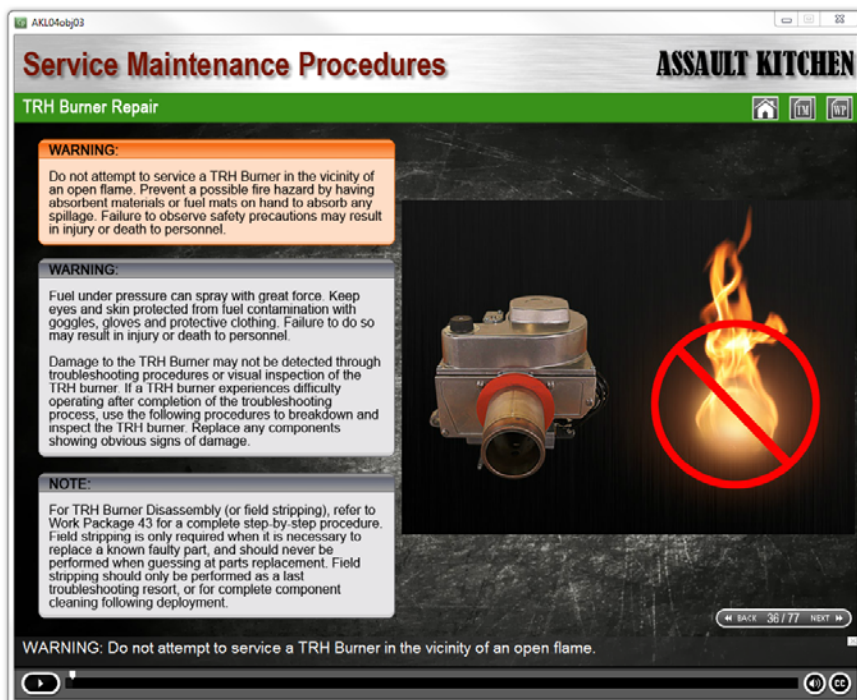 AKL04obj03
Service Maintenance Procedures
ASSAULT KITCHEN
TRH Burner Repair
TM
WP
WARNING:
Do not attempt to service a TRH Burner in the vicinity of
an open flame. Prevent a possible fire hazard by having
absorbent materials or fuel mats on hand to absorb any
spillage. Failure to observe safety precautions may result
in injury or death to personnel.
WARNING:
Fuel under pressure can spray with great force. Keep
eyes and skin protected from fuel contamination with
goggles, gloves and protective clothing. Failure to do so
may result in injury or death to personnel.
Damage to the TRH Burner may not be detected through
troubleshooting procedures or visual inspection of the
TRH burner. If a TRH burner experiences difficulty
operating after completion of the troubleshooting
process, use the following procedures to breakdown and
inspect the TRH burner. Replace any components
showing obvious signs of damage.
NOTE:
For TRH Burner Disassembly (or field stripping), refer to
Work Package 43 for a complete step-by-step procedure.
Field stripping is only required when it is necessary to
replace a known faulty part, and should never be
performed when guessing at parts replacement. Field
stripping should only be performed as a last
troubleshooting resort, or for complete component
cleaning following deployment.
BACK 36 / 77 NEXT
WARNING: Do not attempt to service a TRH Burner in the vicinity of an open flame.
CC